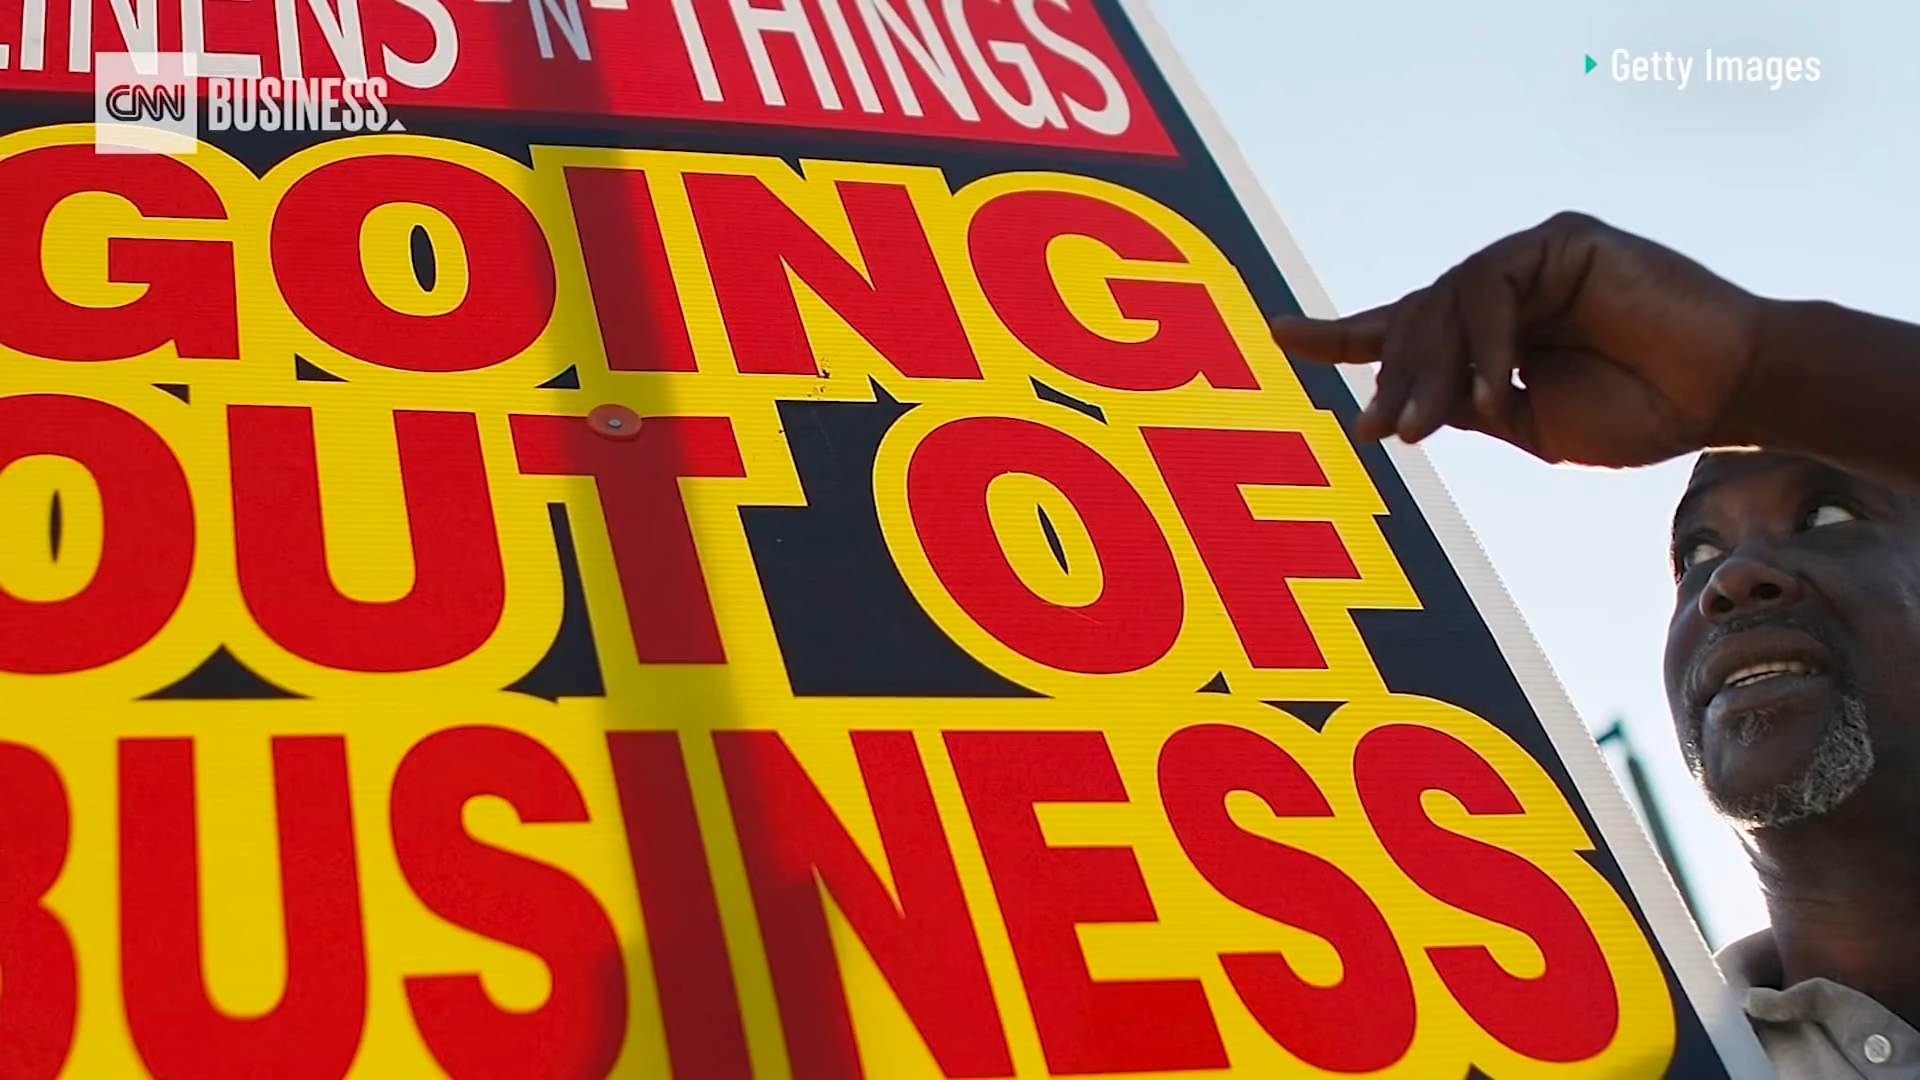 LINENS-N-THINGS
CNN BUSINESS
Getty Images
GOING
OUT OF
BUSINESS